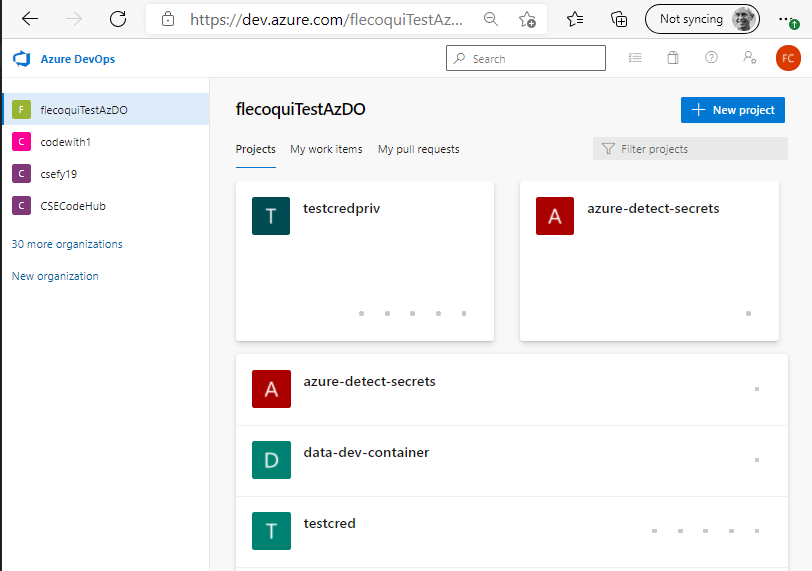 https://dev.azure.com/flecoquiTestAz...
Not syncing
Azure DevOps
Search
FC
F flecoquiTestAzDO
C codewith1
C csefy19
C CSECodeHub
30 more organizations
New organization
flecoquiTestAzDO
New project
Projects My work items My pull requests
Filter projects
T testcredpriv
A azure-detect-secrets
A azure-detect-secrets
D data-dev-container
T testcred